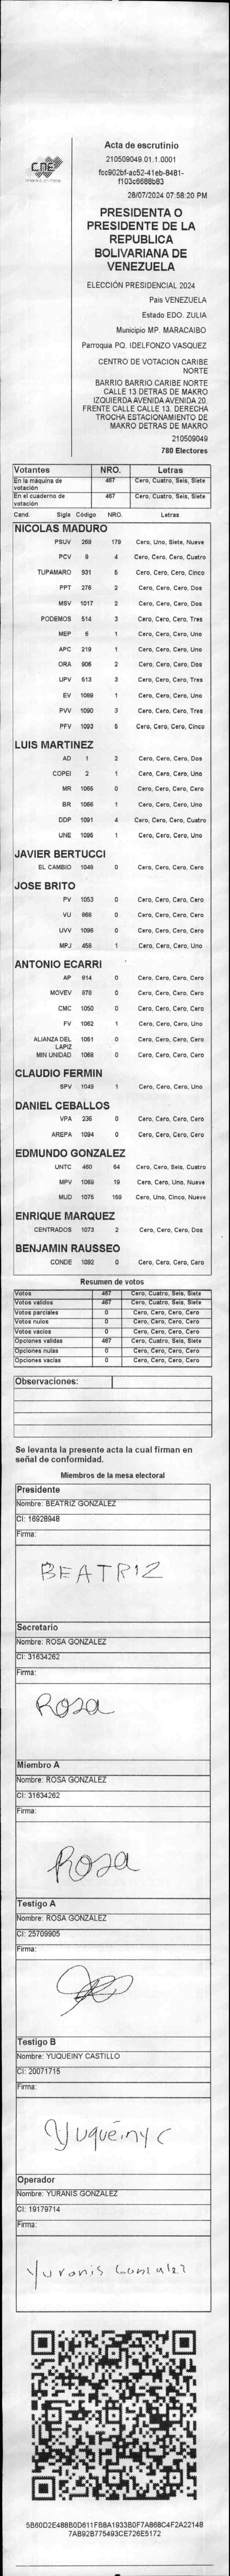 CNE
Acta de escrutinio
210509049.01.1.0001
fcc902bf-ac52-41eb-8481-
f103c6688b83
28/07/2024 07:58:20 PM
PRESIDENTA O
PRESIDENTE DE LA
REPUBLICA
BOLIVARIANA DE
VENEZUELA
ELECCIÓN PRESIDENCIAL 2024
País VENEZUELA
Estado EDO. ZULIA
Municipio MP. MARACAIBO
Parroquia PQ. IDELFONZO VASQUEZ
CENTRO DE VOTACION CARIBE
NORTE
BARRIO BARRIO CARIBE NORTE
CALLE 13 DETRAS DE MAKRO
IZQUIERDA AVENIDA AVENIDA 20.
FRENTE CALLE CALLE 13. DERECHA
TROCHA ESTACIONAMIENTO DE
MAKRO DETRAS DE MAKRO
210509049
780 Electores
Votantes NRO. Letras
En la máquina de votación 467 Cero, Cuatro, Seis, Siete
En el cuaderno de votación 467 Cero, Cuatro, Seis, Siete
Cand. Sigla Código NRO. Letras
NICOLAS MADURO
PSUV 269 179 Cero, Uno, Siete, Nueve
PCV 9 4 Cero, Cero, Cero, Cuatro
TUPAMARO 931 5 Cero, Cero, Cero, Cinco
PPT 276 2 Cero, Cero, Cero, Dos
MSV 1017 2 Cero, Cero, Cero, Dos
PODEMOS 514 3 Cero, Cero, Cero, Tres
MEP 6 1 Cero, Cero, Cero, Uno
APC 219 1 Cero, Cero, Cero, Uno
ORA 906 2 Cero, Cero, Cero, Dos
UPV 513 3 Cero, Cero, Cero, Tres
EV 1089 1 Cero, Cero, Cero, Uno
PVV 1090 3 Cero, Cero, Cero, Tres
PFV 1093 5 Cero, Cero, Cero, Cinco
LUIS MARTINEZ
AD 1 2 Cero, Cero, Cero, Dos
COPEI 2 1 Cero, Cero, Cero, Uno
MR 1065 0 Cero, Cero, Cero, Cero
BR 1066 1 Cero, Cero, Cero, Uno
DDP 1091 4 Cero, Cero, Cero, Cuatro
UNE 1095 1 Cero, Cero, Cero, Uno
JAVIER BERTUCCI
EL CAMBIO 1048 0 Cero, Cero, Cero, Cero
JOSE BRITO
PV 1053 0 Cero, Cero, Cero, Cero
VU 868 0 Cero, Cero, Cero, Cero
UVV 1096 0 Cero, Cero, Cero, Cero
MPJ 458 1 Cero, Cero, Cero, Uno
ANTONIO ECARRI
AP 914 0 Cero, Cero, Cero, Cero
MOVEV 878 0 Cero, Cero, Cero, Cero
CMC 1050 0 Cero, Cero, Cero, Cero
FV 1062 1 Cero, Cero, Cero, Uno
ALIANZA DEL LAPIZ 1051 0 Cero, Cero, Cero, Cero
MIN UNIDAD 1068 0 Cero, Cero, Cero, Cero
CLAUDIO FERMIN
SPV 1049 1 Cero, Cero, Cero, Uno
DANIEL CEBALLOS
VPA 236 0 Cero, Cero, Cero, Cero
AREPA 1094 0 Cero, Cero, Cero, Cero
EDMUNDO GONZALEZ
UNTC 460 64 Cero, Cero, Seis, Cuatro
MPV 1069 19 Cero, Cero, Uno, Nueve
MUD 1075 159 Cero, Uno, Cinco, Nueve
ENRIQUE MARQUEZ
CENTRADOS 1073 2 Cero, Cero, Cero, Dos
BENJAMIN RAUSSEO
CONDE 1092 0 Cero, Cero, Cero, Cero
Resumen de votos
Votos 467 Cero, Cuatro, Seis, Siete
Votos validos 467 Cero, Cuatro, Seis, Siete
Votos parciales 0 Cero, Cero, Cero, Cero
Votos nulos 0 Cero, Cero, Cero, Cero
Votos vacíos 0 Cero, Cero, Cero, Cero
Opciones validas 467 Cero, Cuatro, Seis, Siete
Opciones nulas 0 Cero, Cero, Cero, Cero
Opciones vacías 0 Cero, Cero, Cero, Cero
Observaciones:
Se levanta la presente acta la cual firman en
señal de conformidad.
Miembros de la mesa electoral
Presidente
Nombre: BEATRIZ GONZALEZ
CI: 16928948
Firma:
BEATRIZ
Secretario
Nombre: ROSA GONZALEZ
CI: 31634262
Firma:
Rosa
Miembro A
Nombre: ROSA GONZALEZ
CI: 31634262
Firma:
Rosa
Testigo A
Nombre: ROSA GONZALEZ
CI: 25709905
Firma:
Testigo B
Nombre: YUQUEINY CASTILLO
CI: 20071715
Firma:
Yuquéiny C
Operador
Nombre: YURANIS GONZALEZ
CI: 19179714
Firma:
Yuranis Gonzalez
5B60D2E488B0D611FB8A1933B0F7A868C4F2A22148
7AB92B775493CE726E5172